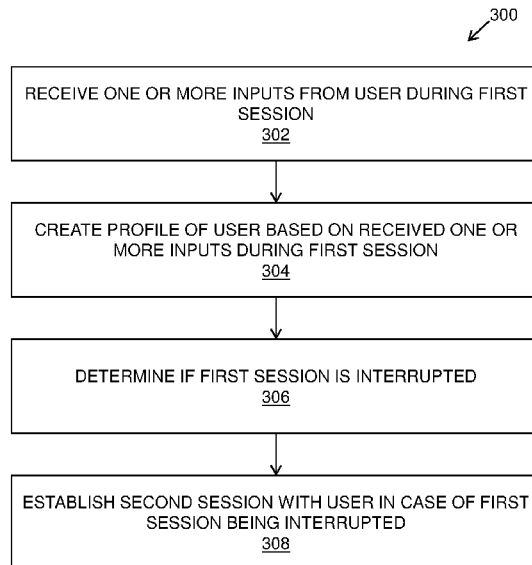 300
RECEIVE ONE OR MORE INPUTS FROM USER DURING FIRST
SESSION
302
CREATE PROFILE OF USER BASED ON RECEIVED ONE OR
MORE INPUTS DURING FIRST SESSION
304
DETERMINE IF FIRST SESSION IS INTERRUPTED
306
ESTABLISH SECOND SESSION WITH USER IN CASE OF FIRST
SESSION BEING INTERRUPTED
308